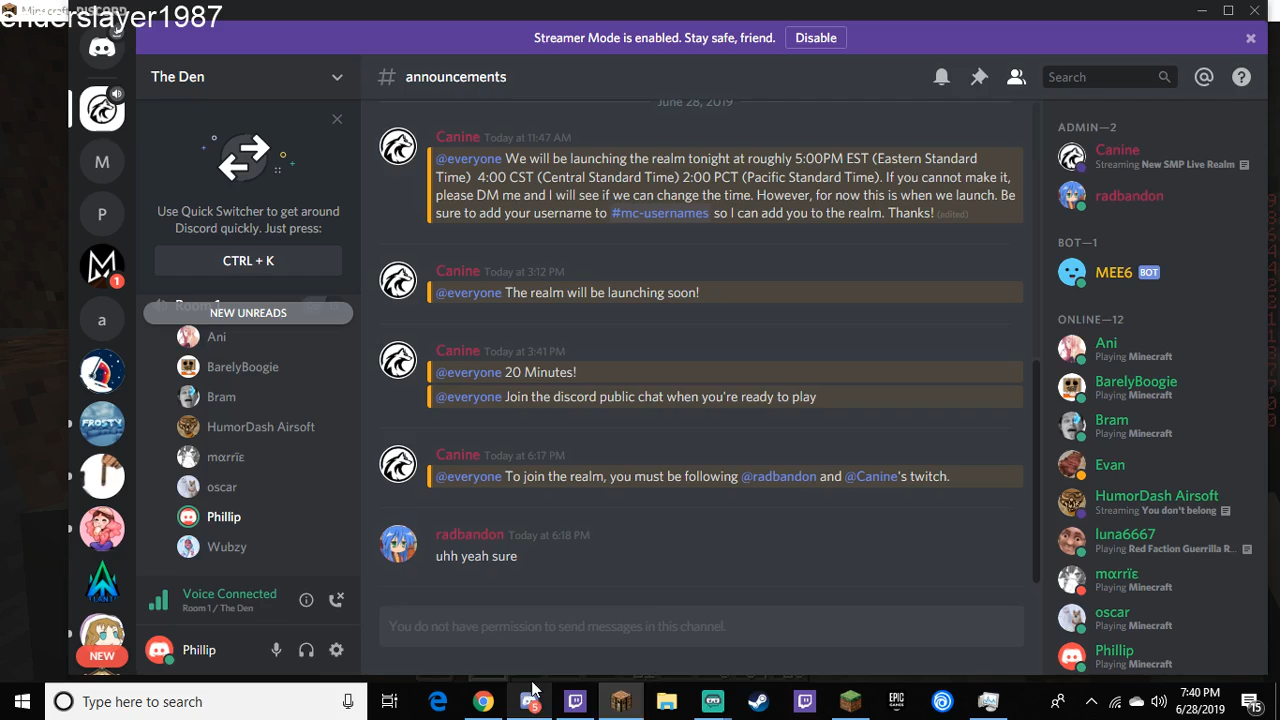 Minecraft
DISCORD
enderslayer1987
Streamer Mode is enabled. Stay safe, friend.
Disable
The Den
announcements
Search
Use Quick Switcher to get around
Discord quickly. Just press:
CTRL + K
M
P
1
a
FROSTY
NEW
Room 1
NEW UNREADS
Ani
BarelyBoogie
Bram
HumorDash Airsoft
mαrrïε
oscar
Phillip
Wubzy
Voice Connected
Room 1 / The Den
Phillip
June 28, 2019
Canine Today at 11:47 AM
@everyone We will be launching the realm tonight at roughly 5:00PM EST (Eastern Standard
Time) 4:00 CST (Central Standard Time) 2:00 PCT (Pacific Standard Time). If you cannot make it,
please DM me and I will see if we can change the time. However, for now this is when we launch. Be
sure to add your username to #mc-usernames so I can add you to the realm. Thanks! (edited)
Canine Today at 3:12 PM
@everyone The realm will be launching soon!
Canine Today at 3:41 PM
@everyone 20 Minutes!
@everyone Join the discord public chat when you're ready to play
Canine Today at 6:17 PM
@everyone To join the realm, you must be following @radbandon and @Canine's twitch.
radbandon Today at 6:18 PM
uhh yeah sure
You do not have permission to send messages in this channel.
ADMIN—2
Canine
Streaming New SMP Live Realm
radbandon
BOT—1
MEE6 BOT
ONLINE—12
Ani
Playing Minecraft
BarelyBoogie
Playing Minecraft
Bram
Playing Minecraft
Evan
HumorDash Airsoft
Streaming You don't belong
luna6667
Playing Red Faction Guerrilla R...
mαrrïε
Playing Minecraft
oscar
Playing Minecraft
Phillip
Playing Minecraft
Type here to search
5
EPIC
GAMES
7:40 PM
6/28/2019
15